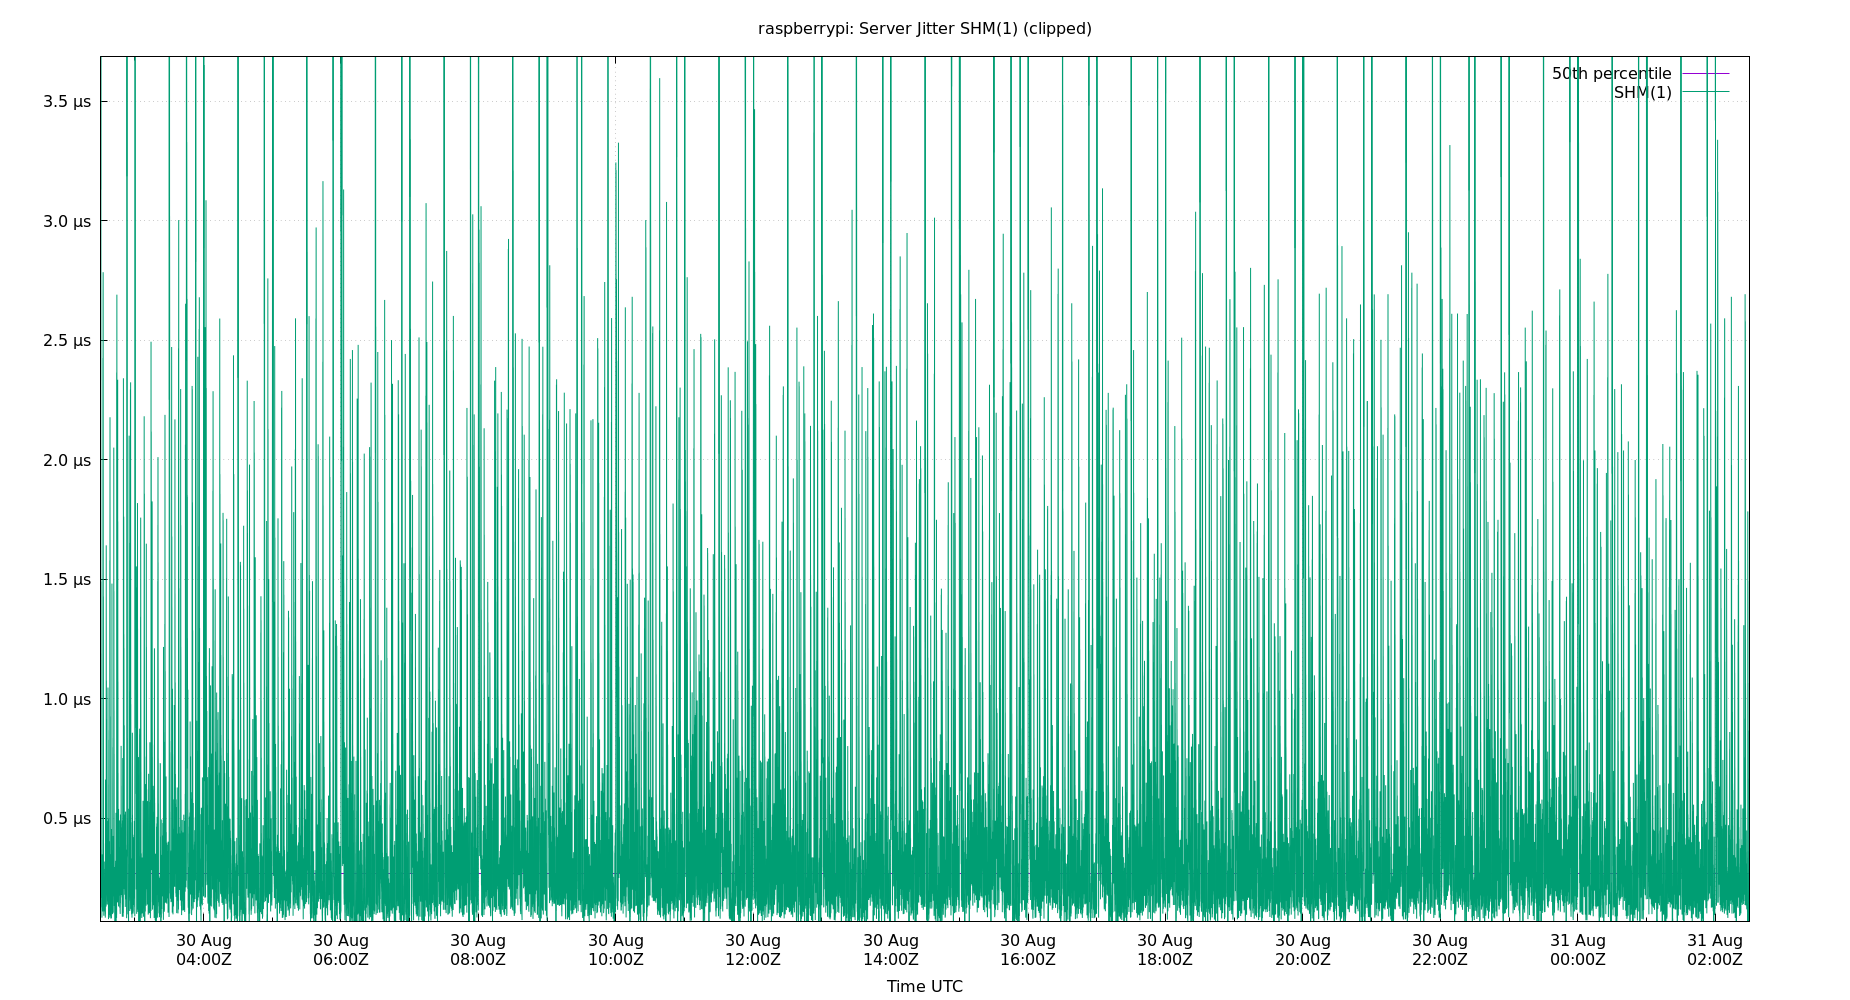 raspberrypi: Server Jitter SHM(1) (clipped)
50th percentile
SHM(1)
3.5 µs
3.0 µs
2.5 µs
2.0 µs
1.5 µs
1.0 µs
0.5 µs
30 Aug 30 Aug 30 Aug 30 Aug 30 Aug 30 Aug 30 Aug 30 Aug 30 Aug 30 Aug 31 Aug 31 Aug
04:00Z 06:00Z 08:00Z 10:00Z 12:00Z 14:00Z 16:00Z 18:00Z 20:00Z 22:00Z 00:00Z 02:00Z
Time UTC